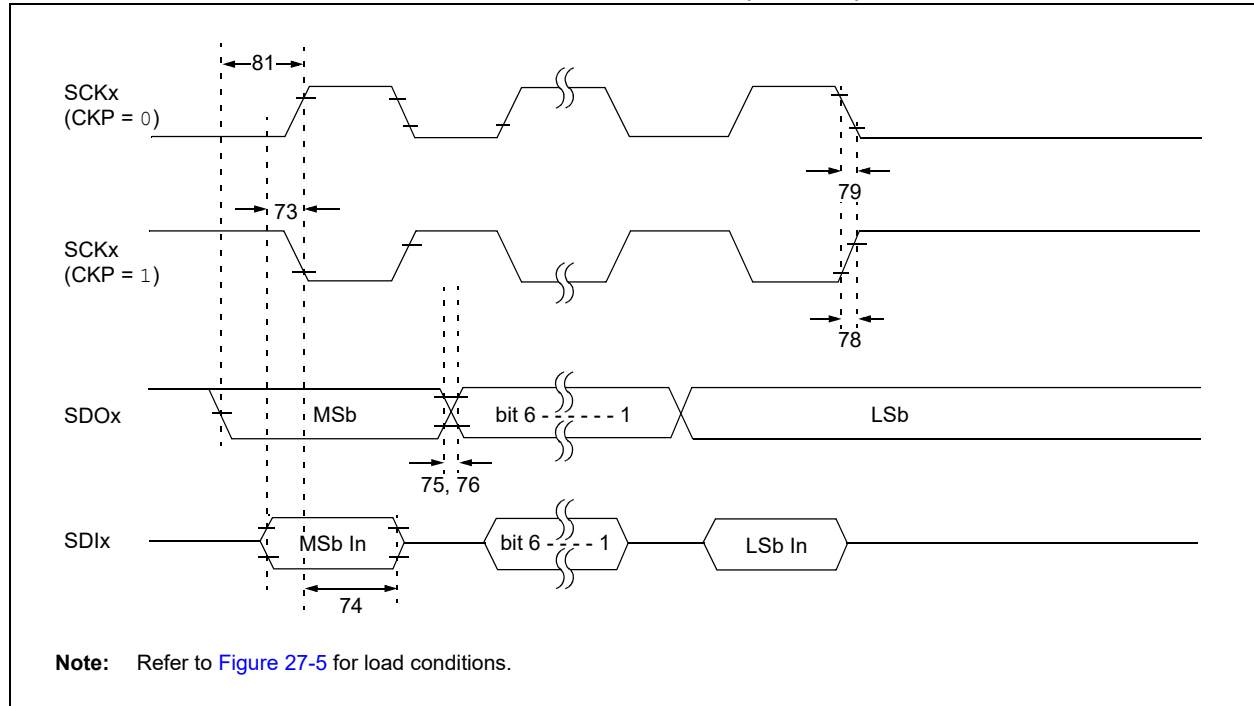 81
SCKx
(CKP = 0)
79
73
SCKx
(CKP = 1)
78
SDOx
MSb
bit 6 - - - - - - 1
LSb
75, 76
SDIx
MSb In
bit 6 - - - - 1
LSb In
74
Note: Refer to Figure 27-5 for load conditions.